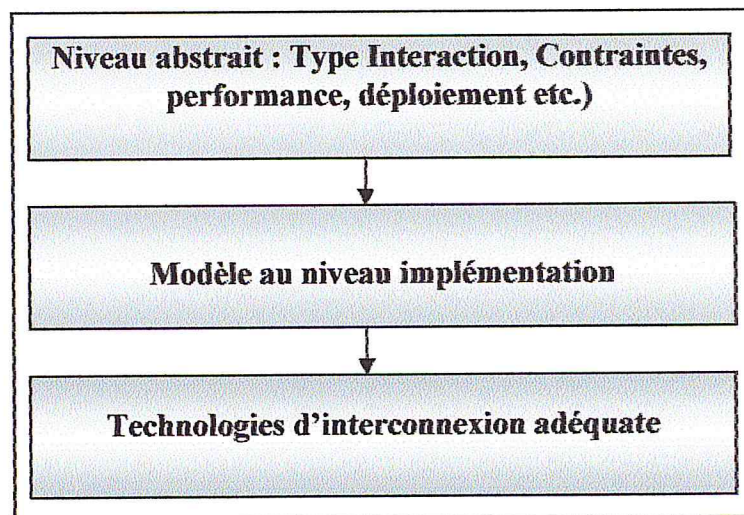 Niveau abstrait : Type Interaction, Contraintes,
performance, déploiement etc.)
Modèle au niveau implémentation
Technologies d'interconnexion adéquate